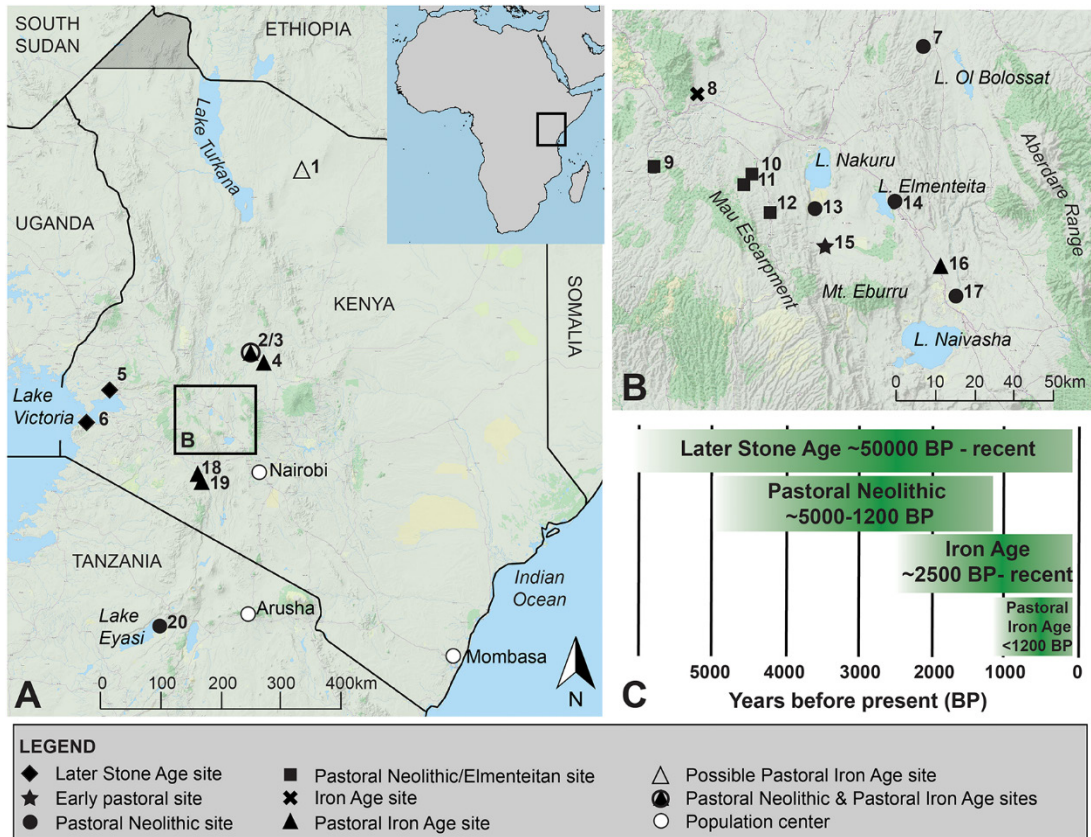 SOUTH
SUDAN
ETHIOPIA
Lake Turkana
1
UGANDA
KENYA
SOMALIA
2/3
4
5
Lake
Victoria
6
B
18
19
Nairobi
TANZANIA
Lake
Eyasi
20
Arusha
Indian
Ocean
Mombasa
0 100 200 300 400km
A
N
7
L. Ol Bolossat
8
9
10
11
L. Nakuru
Aberdare Range
L. Elmenteita
12
13
14
Mau Escarpment
15
16
Mt. Eburru
17
L. Naivasha
B
0 10 20 50km
Later Stone Age ~50000 BP - recent
Pastoral Neolithic
~5000-1200 BP
Iron Age
~2500 BP- recent
Pastoral
Iron Age
<1200 BP
5000 4000 3000 2000 1000 0
C
Years before present (BP)
LEGEND
Later Stone Age site
Early pastoral site
Pastoral Neolithic site
Pastoral Neolithic/Elmenteitan site
Iron Age site
Pastoral Iron Age site
Possible Pastoral Iron Age site
Pastoral Neolithic & Pastoral Iron Age sites
Population center